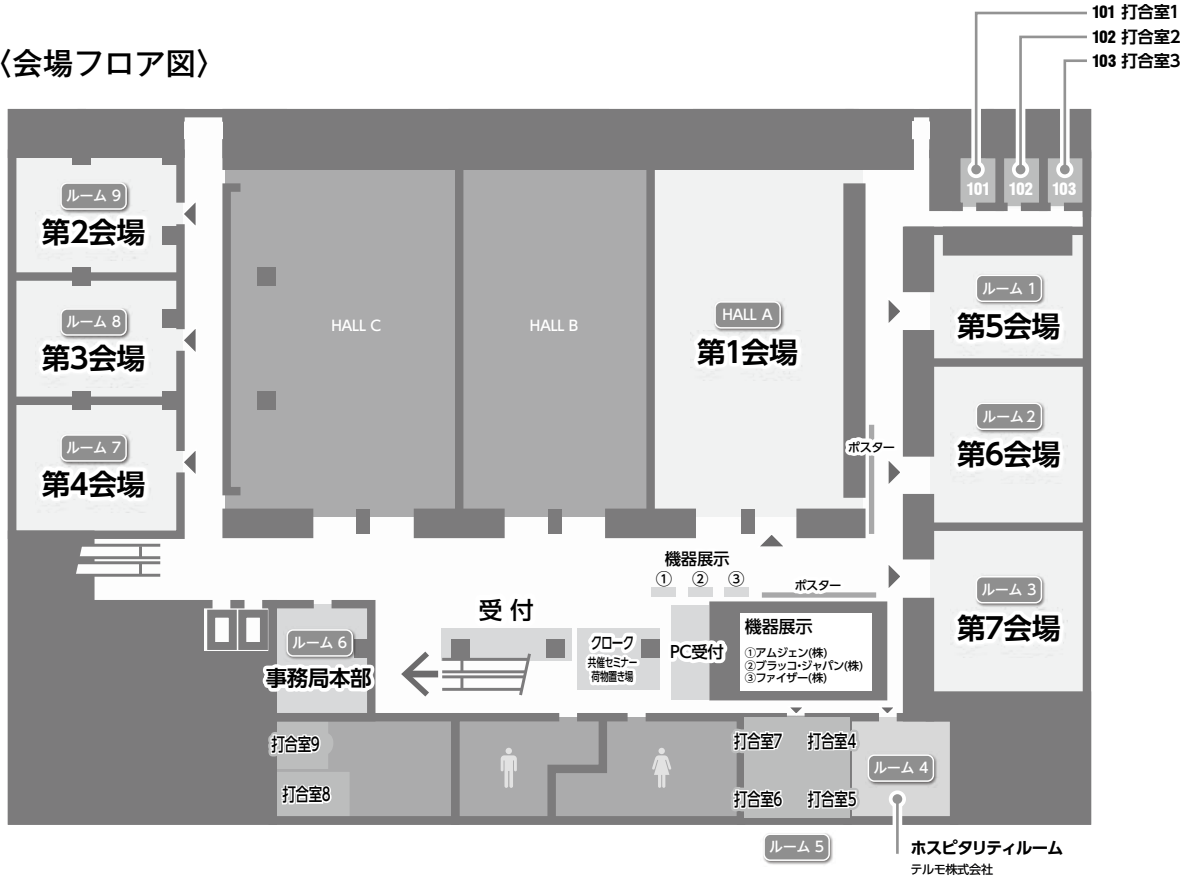 〈会場フロア図〉
101 打合室1
102 打合室2
103 打合室3
101
102
103
ルーム 9
第2会場
ルーム 8
第3会場
ルーム 7
第4会場
HALL C
HALL B
HALL A
第1会場
ポスター
ルーム 1
第5会場
ルーム 2
第6会場
ルーム 3
第7会場
機器展示
① ② ③
ポスター
受付
クローク
共催セミナー
荷物置き場
PC受付
機器展示
①アムジェン(株)
②ブラッコ・ジャパン(株)
③ファイザー(株)
ルーム 6
事務局本部
打合室9
打合室8
打合室7
打合室4
打合室6
打合室5
ルーム 4
ルーム 5
ホスピタリティルーム
テルモ株式会社